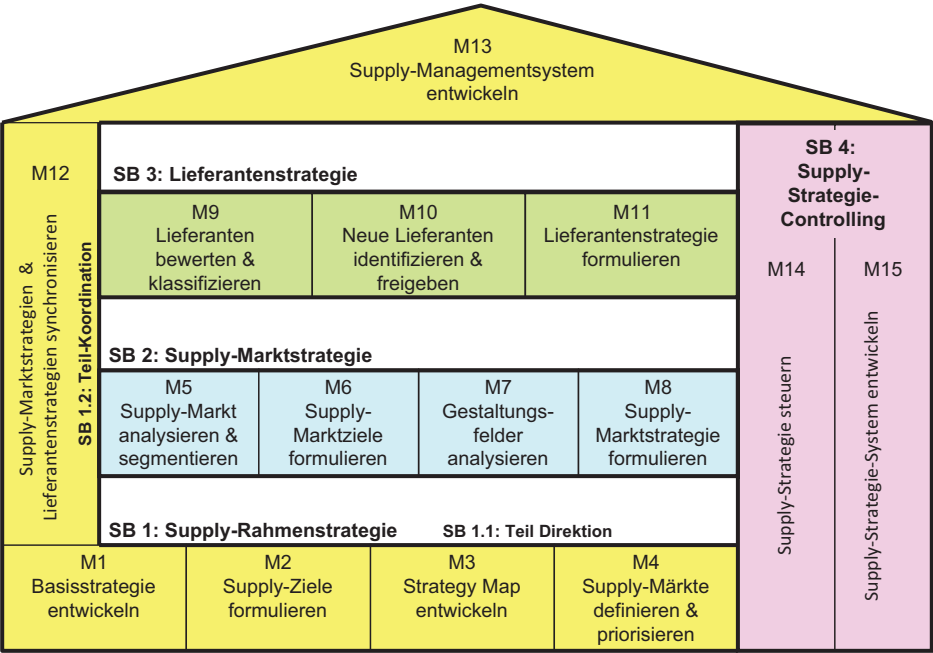 M13
Supply-Managementsystem
entwickeln
M12
Supply-Marktstrategien &
Lieferantenstrategien synchronisieren
SB 1.2: Teil-Koordination
SB 3: Lieferantenstrategie
M9
Lieferanten
bewerten &
klassifizieren
M10
Neue Lieferanten
identifizieren &
freigeben
M11
Lieferantenstrategie
formulieren
SB 2: Supply-Marktstrategie
M5
Supply-Markt
analysieren &
segmentieren
M6
Supply-
Marktziele
formulieren
M7
Gestaltungs-
felder
analysieren
M8
Supply-
Marktstrategie
formulieren
SB 1: Supply-Rahmenstrategie
SB 1.1: Teil Direktion
M1
Basisstrategie
entwickeln
M2
Supply-Ziele
formulieren
M3
Strategy Map
entwickeln
M4
Supply-Märkte
definieren &
priorisieren
SB 4:
Supply-
Strategie-
Controlling
M14
Supply-Strategie steuern
M15
Supply-Strategie-System entwickeln